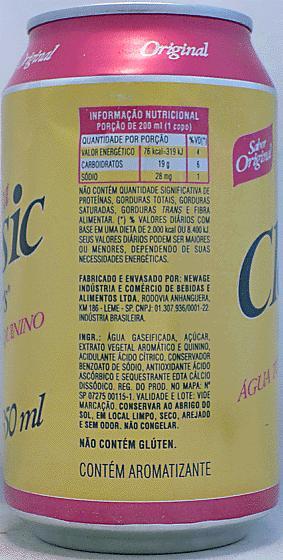 Original
Original
INFORMAÇÃO NUTRICIONAL
PORÇÃO DE 200 ml (1 copo)
QUANTIDADE POR PORÇÃO %VD(*)
VALOR ENERGÉTICO 76 kcal-319 kJ 4
CARBOIDRATOS 19 g 6
SÓDIO 28 mg 1
NÃO CONTÉM QUANTIDADE SIGNIFICATIVA DE
PROTEÍNAS, GORDURAS TOTAIS, GORDURAS
SATURADAS, GORDURAS TRANS E FIBRA
ALIMENTAR. (*) % VALORES DIÁRIOS COM
BASE EM UMA DIETA DE 2.000 kcal OU 8.400 kJ.
SEUS VALORES DIÁRIOS PODEM SER MAIORES
OU MENORES, DEPENDENDO DE SUAS
NECESSIDADES ENERGÉTICAS.
FABRICADO E ENVASADO POR: NEWAGE
INDÚSTRIA E COMÉRCIO DE BEBIDAS E
ALIMENTOS LTDA. RODOVIA ANHANGUERA,
KM 186 - LEME - SP. CNPJ: 01.307.936/0001-22.
INDÚSTRIA BRASILEIRA.
INGR.: ÁGUA GASEIFICADA, AÇÚCAR,
EXTRATO VEGETAL AROMÁTICO E QUININO,
ACIDULANTE ÁCIDO CÍTRICO, CONSERVADOR
BENZOATO DE SÓDIO, ANTIOXIDANTE ÁCIDO
ASCÓRBICO E SEQUESTRANTE EDTA CÁLCIO
DISSÓDICO. REG. DO PROD. NO MAPA: Nº
SP 07275 00115-1. VALIDADE E LOTE: VIDE
MARCAÇÃO. CONSERVAR AO ABRIGO DO
SOL, EM LOCAL LIMPO, SECO, AREJADO
E SEM ODOR. NÃO CONGELAR.
NÃO CONTÉM GLÚTEN.
CONTÉM AROMATIZANTE
sic
QUININO
50 ml
Sabor
Original
Cl
ÁGUA